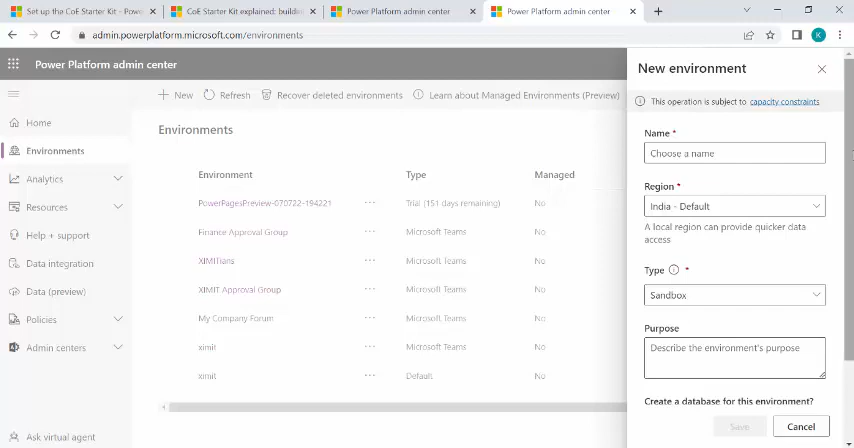 Set up the CoE Starter Kit - Power
CoE Starter Kit explained: buildin
Power Platform admin center
Power Platform admin center
admin.powerplatform.microsoft.com/environments
K
Power Platform admin center
New
Refresh
Recover deleted environments
Learn about Managed Environments (Preview)
Home
Environments
Analytics
Resources
Help + support
Data integration
Data (preview)
Policies
Admin centers
Ask virtual agent
Environments
Environment Type Managed
PowerPagesPreview-070722-194221 ··· Trial (151 days remaining) No
Finance Approval Group ··· Microsoft Teams No
XIMITians ··· Microsoft Teams No
XIMIT Approval Group ··· Microsoft Teams No
My Company Forum ··· Microsoft Teams No
ximit ··· Microsoft Teams No
ximit ··· Default No
New environment
This operation is subject to capacity constraints
Name *
Choose a name
Region *
India - Default
A local region can provide quicker data
access
Type *
Sandbox
Purpose
Describe the environment's purpose
Create a database for this environment?
Save
Cancel